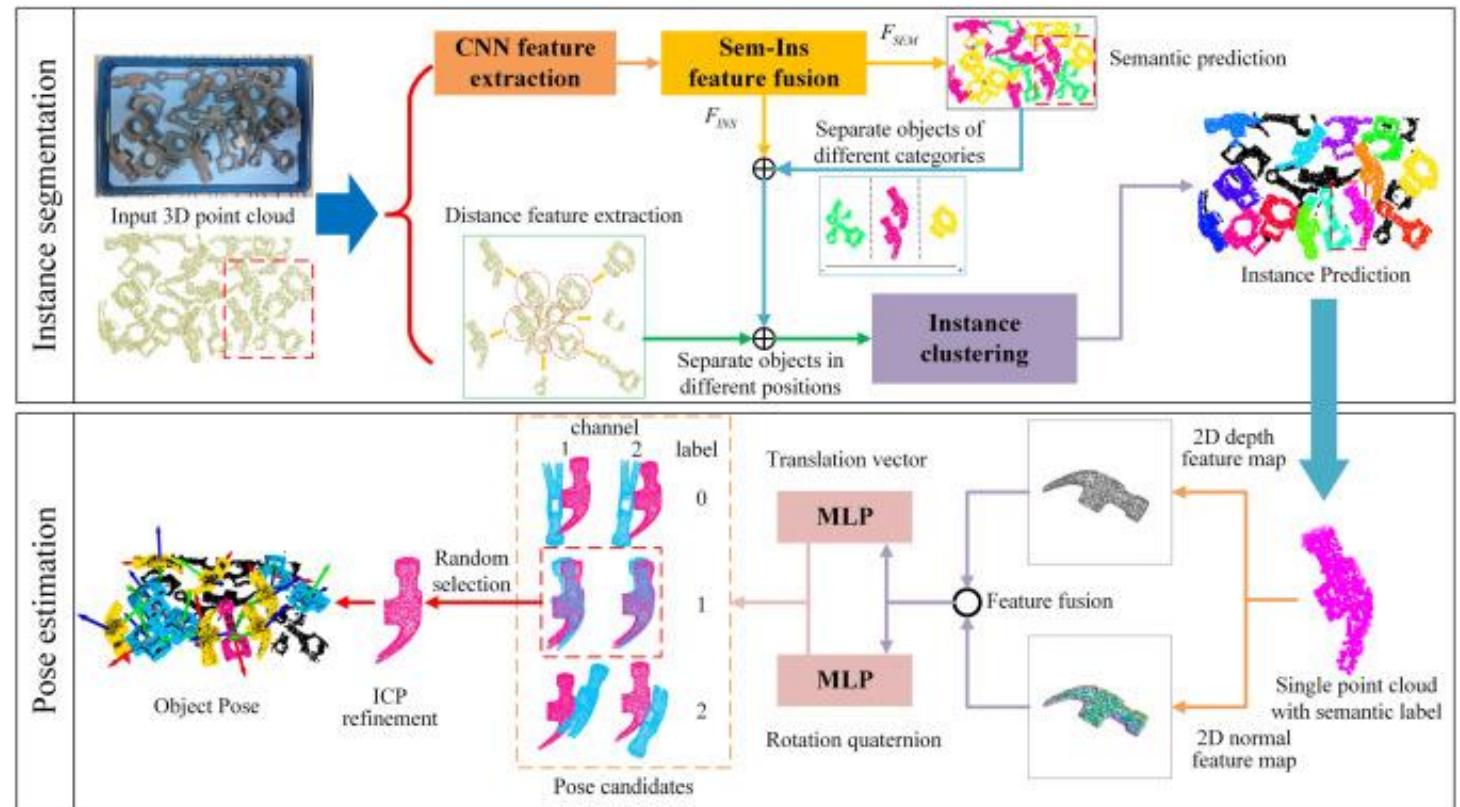 Instance segmentation
CNN feature
extraction
Sem-Ins
feature fusion
F_SEM
Semantic prediction
F_INS
Separate objects of
different categories
Input 3D point cloud
Distance feature extraction
- +
Instance Prediction
Instance
clustering
Separate objects in
different positions
Pose estimation
channel
1 2 label
0
1
2
Pose candidates
Random
selection
ICP
refinement
Object Pose
Translation vector
MLP
MLP
Rotation quaternion
Feature fusion
2D depth
feature map
2D normal
feature map
Single point cloud
with semantic label